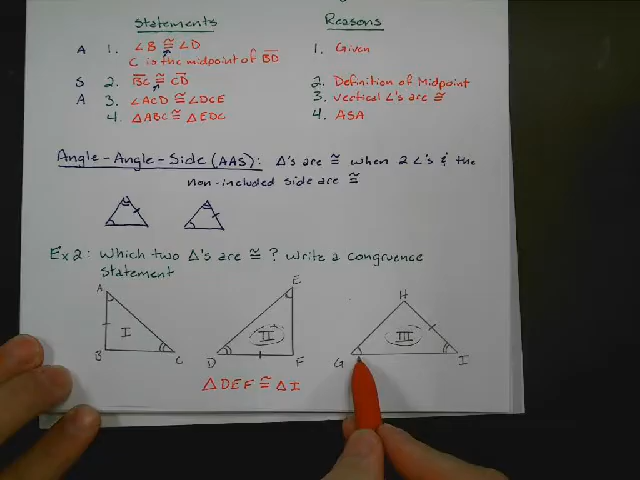 Statements Reasons
A 1. ∠B ≅ ∠D 1. Given
C is the midpoint of BD
S 2. BC ≅ CD 2. Definition of Midpoint
A 3. ∠ACD ≅ ∠DCE 3. Vertical ∠'s are ≅
4. △ABC ≅ △EDC 4. ASA
Angle-Angle-Side (AAS): △'s are ≅ when 2 ∠'s & the
non-included side are ≅
Ex 2: Which two △'s are ≅? Write a congruence
statement
A
I
B C
E
II
D F
H
III
G I
△DEF ≅ △I